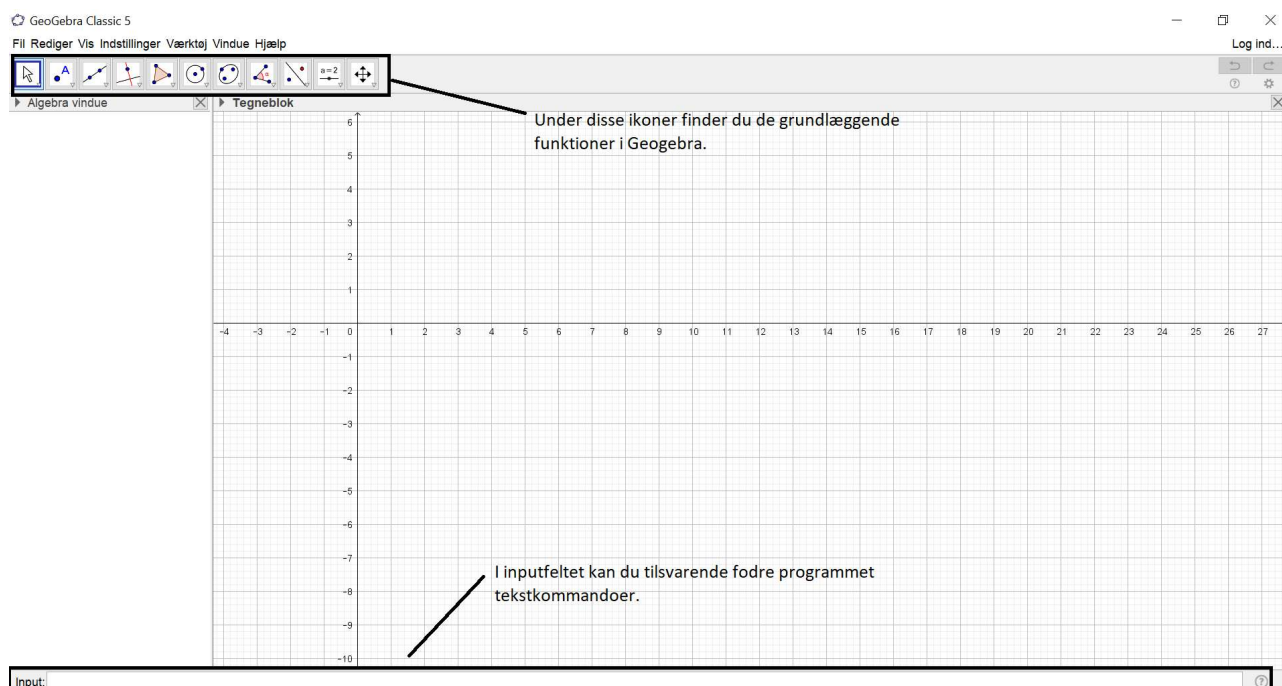 GeoGebra Classic 5
Fil Rediger Vis Indstillinger Værktøj Vindue Hjælp
Log ind...
A
α
a=2
Algebra vindue
Tegneblok
Under disse ikoner finder du de grundlæggende
funktioner i Geogebra.
6
5
4
3
2
1
-4 -3 -2 -1 0 1 2 3 4 5 6 7 8 9 10 11 12 13 14 15 16 17 18 19 20 21 22 23 24 25 26 27
-1
-2
-3
-4
-5
-6
-7
I inputfeltet kan du tilsvarende fodre programmet
-8
tekstkommandoer.
-9
-10
Input: